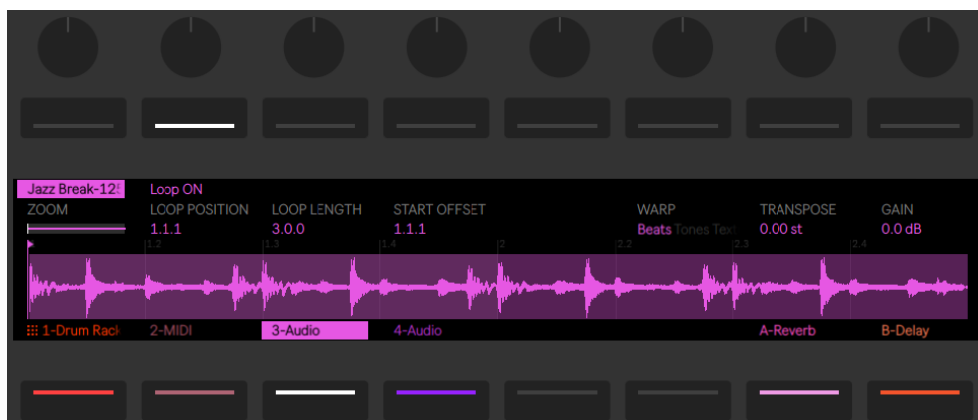 Jazz Break-125 Loop ON
ZOOM LOOP POSITION LOOP LENGTH START OFFSET WARP TRANSPOSE GAIN
1.1.1 3.0.0 1.1.1 Beats Tones Tex 0.00 st 0.0 dB
1.2 1.3 1.4 2 2.2 2.3 2.4
1-Drum Rack 2-MIDI 3-Audio 4-Audio A-Reverb B-Delay